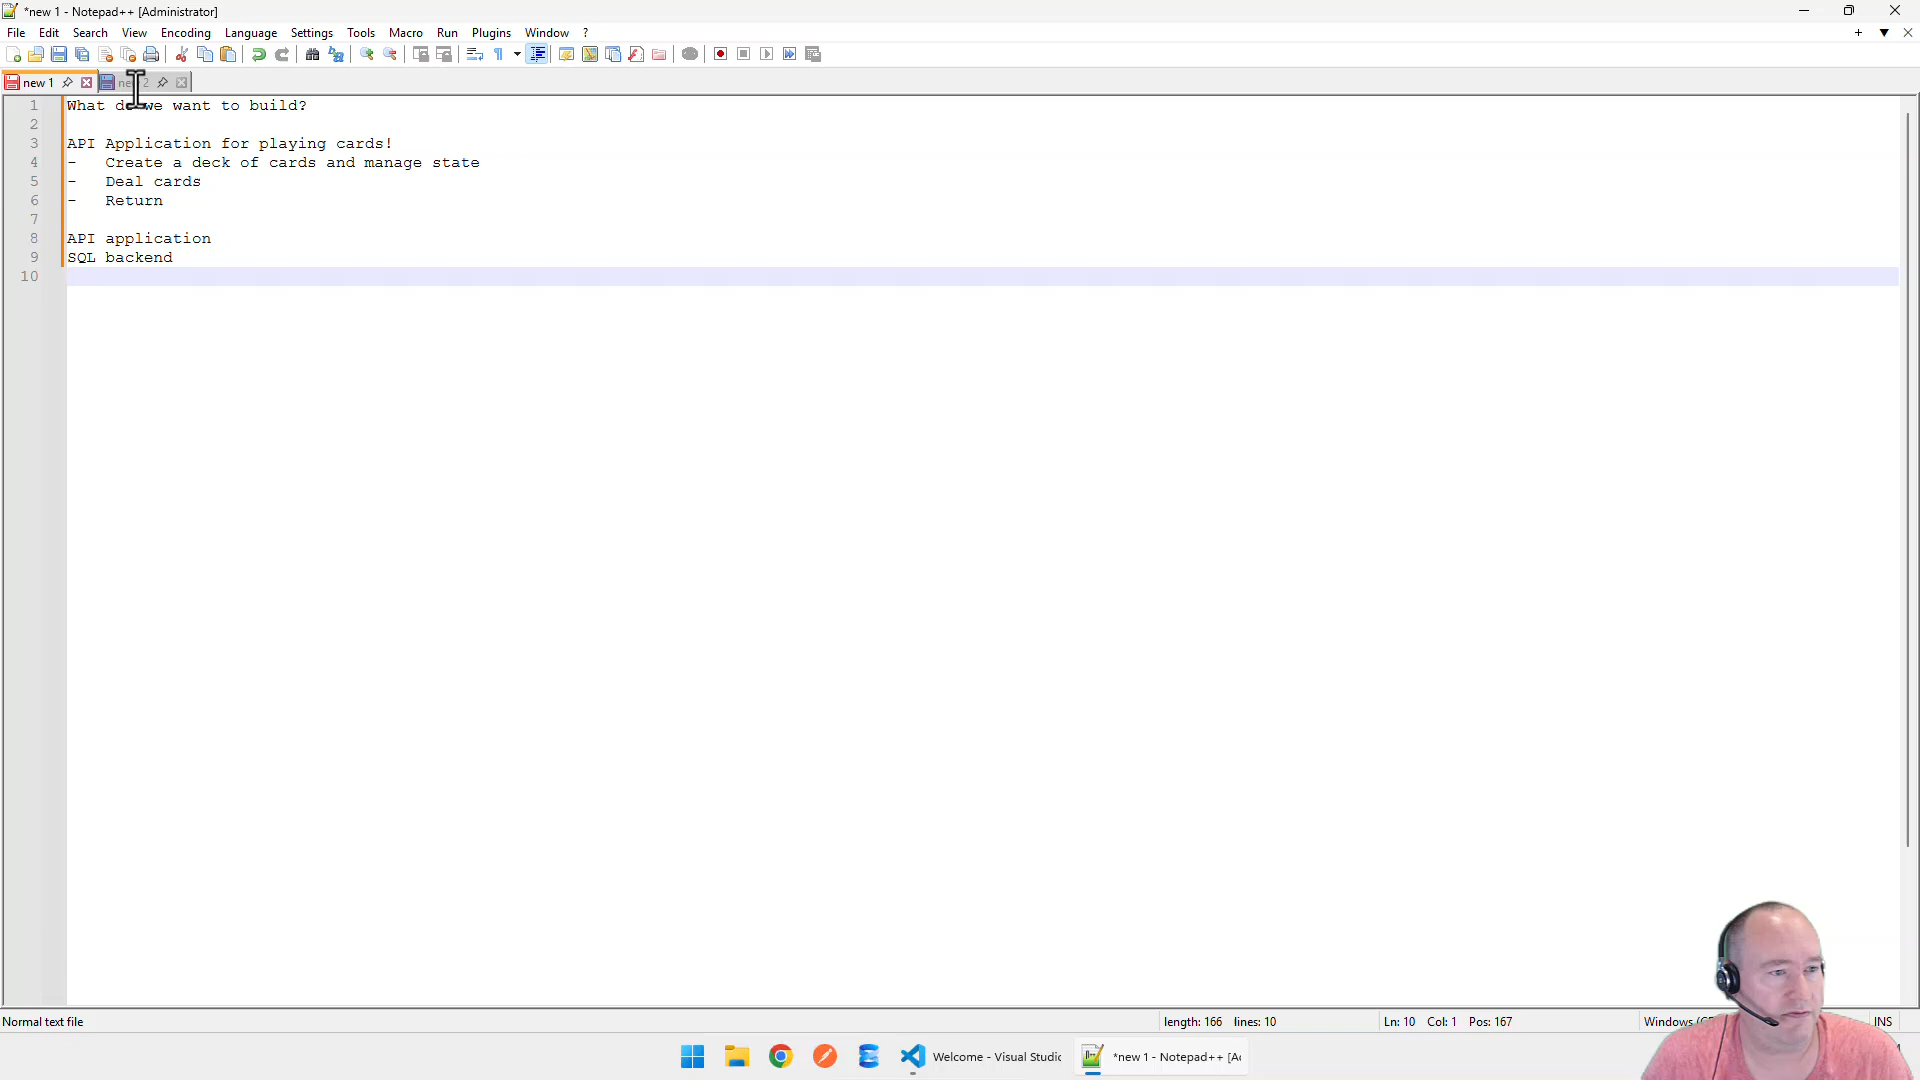 *new 1 - Notepad++ [Administrator]
File Edit Search View Encoding Language Settings Tools Macro Run Plugins Window ?
new 1
1 What do we want to build?
2
3 API Application for playing cards!
4 - Create a deck of cards and manage state
5 - Deal cards
6 - Return
7
8 API application
9 SQL backend
10
Normal text file length: 166 lines: 10 Ln: 10 Col: 1 Pos: 167 Windows INS
Welcome - Visual Studio *new 1 - Notepad++ [Ad